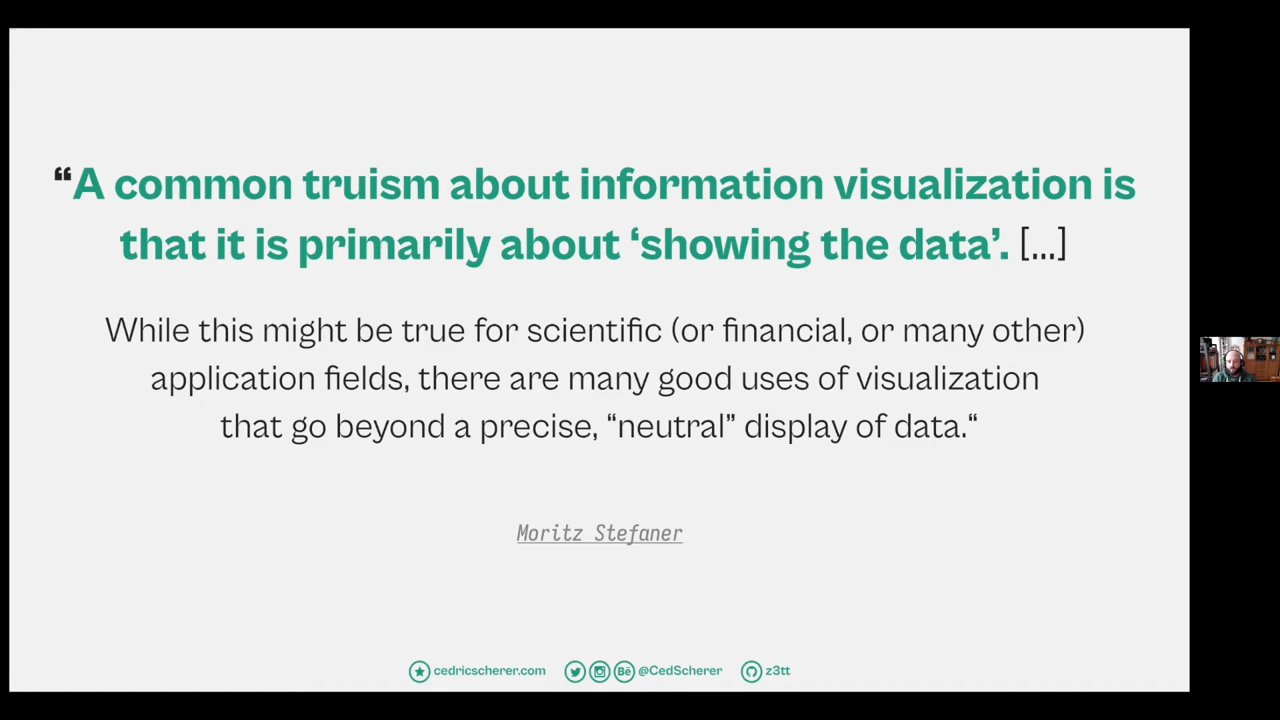 “A common truism about information visualization is
that it is primarily about ‘showing the data’. [...]
While this might be true for scientific (or financial, or many other)
application fields, there are many good uses of visualization
that go beyond a precise, “neutral” display of data.“
Moritz Stefaner
cedricscherer.com Bē @CedScherer z3tt